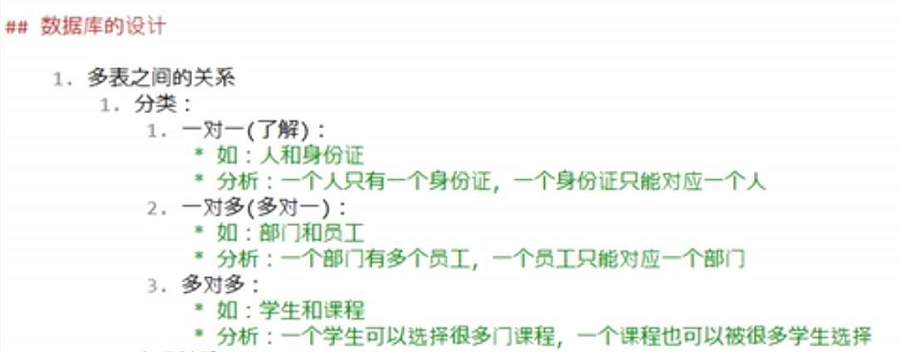 ## 数据库的设计
1. 多表之间的关系
1. 分类：
1. 一对一(了解)：
* 如：人和身份证
* 分析：一个人只有一个身份证，一个身份证只能对应一个人
2. 一对多(多对一)：
* 如：部门和员工
* 分析：一个部门有多个员工，一个员工只能对应一个部门
3. 多对多：
* 如：学生和课程
* 分析：一个学生可以选择很多门课程，一个课程也可以被很多学生选择